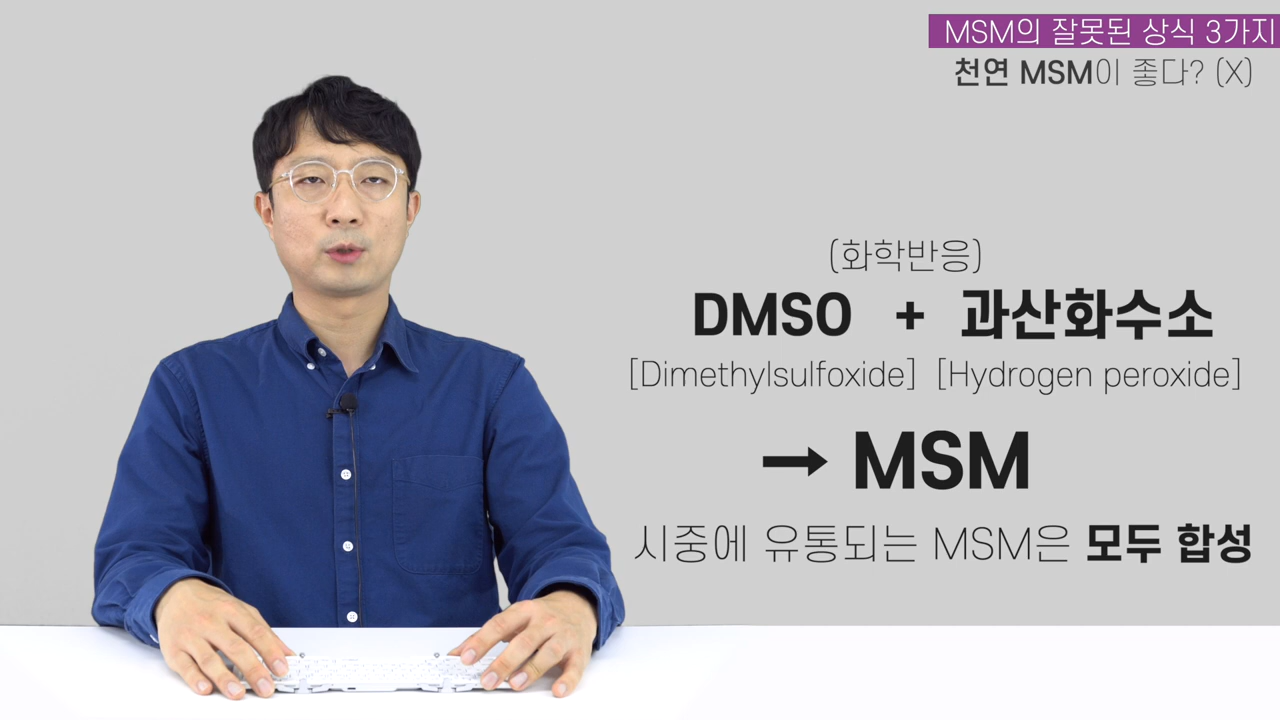 MSM의 잘못된 상식 3가지
천연 MSM이 좋다? (X)
(화학반응)
DMSO + 과산화수소
[Dimethylsulfoxide] [Hydrogen peroxide]
→ MSM
시중에 유통되는 MSM은 모두 합성